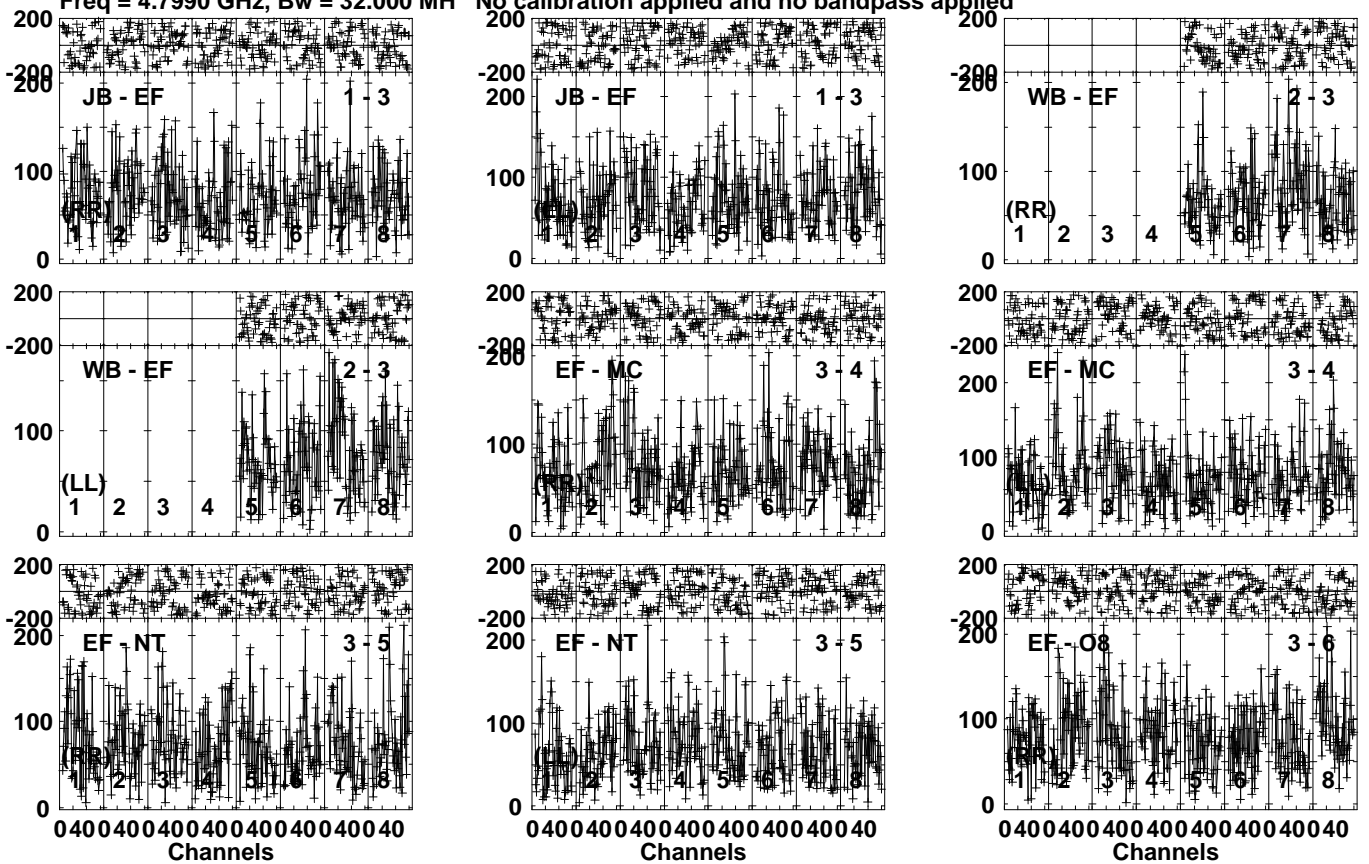 Freq = 4.7990 GHz, Bw = 32.000 MH No calibration applied and no bandpass applied
200 200 200
-200 -200 -200
200 JB - EF 1 - 3 200 JB - EF 1 - 3 200 WB - EF 2 - 3
100 100 100
(RR) (LL) (RR)
1 2 3 4 5 6 7 8 1 2 3 4 5 6 7 8 1 2 3 4 5 6 7 8
0 0 0
200 200 200
-200 -200 -200
WB - EF 2 - 3 200 EF - MC 3 - 4 EF - MC 3 - 4
200
100 100 100
(LL) (RR) (LL)
1 2 3 4 5 6 7 8 1 2 3 4 5 6 7 8 1 2 3 4 5 6 7 8
0 0 0
200 200 200
-200 -200 -200
200 EF - NT 3 - 5 200 EF - NT 3 - 5 200 EF - O8 3 - 6
100 100 100
(RR) (LL) (RR)
1 2 3 4 5 6 7 8 1 2 3 4 5 6 7 8 1 2 3 4 5 6 7 8
0 0 0
0 40 0 40 0 40 0 40 0 40 0 40 0 40 0 40 0 40 0 40 0 40 0 40 0 40 0 40 0 40 0 40 0 40 0 40 0 40 0 40 0 40 0 40 0 40 0 40
Channels Channels Channels